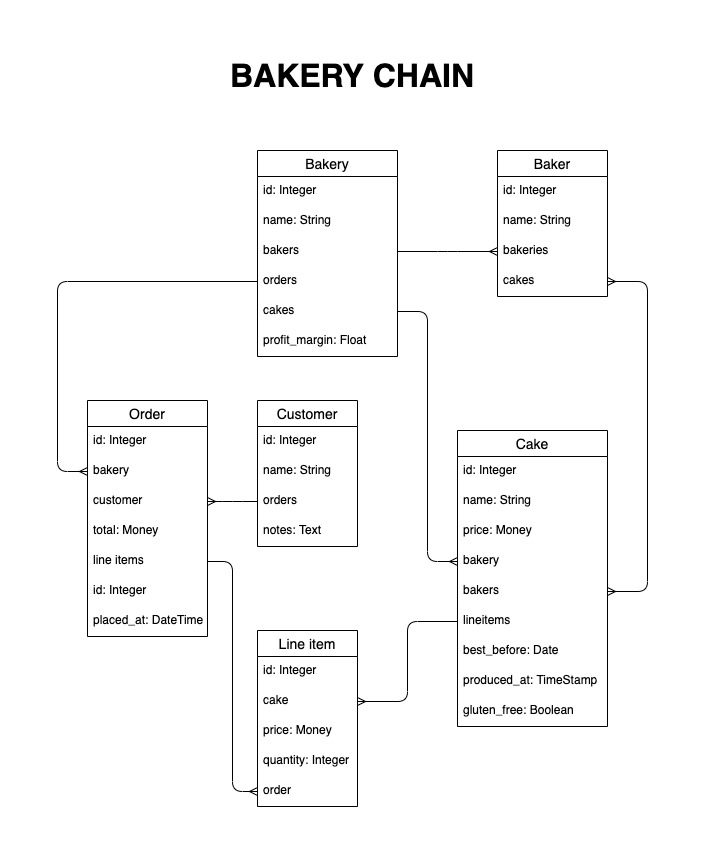 BAKERY CHAIN
Bakery
id: Integer
name: String
bakers
orders
cakes
profit_margin: Float
Baker
id: Integer
name: String
bakeries
cakes
Order
id: Integer
bakery
customer
total: Money
line items
id: Integer
placed_at: DateTime
Customer
id: Integer
name: String
orders
notes: Text
Cake
id: Integer
name: String
price: Money
bakery
bakers
lineitems
best_before: Date
produced_at: TimeStamp
gluten_free: Boolean
Line item
id: Integer
cake
price: Money
quantity: Integer
order